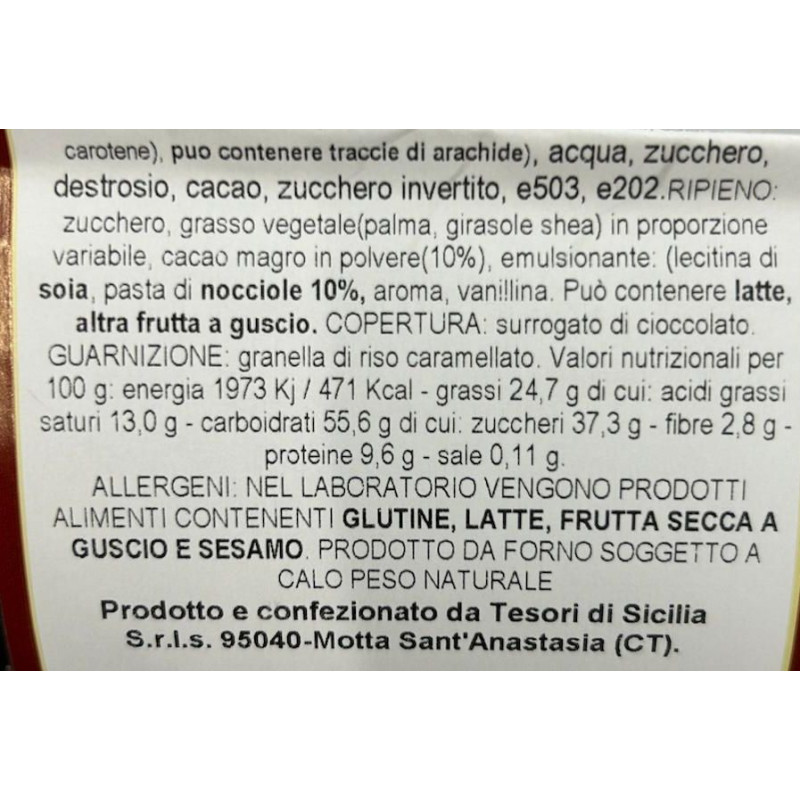 carotene), puo contenere traccie di arachide), acqua, zucchero,
destrosio, cacao, zucchero invertito, e503, e202.RIPIENO:
zucchero, grasso vegetale(palma, girasole shea) in proporzione
variabile, cacao magro in polvere(10%), emulsionante: (lecitina di
soia, pasta di nocciole 10%, aroma, vanillina. Può contenere latte,
altra frutta a guscio. COPERTURA: surrogato di cioccolato.
GUARNIZIONE: granella di riso caramellato. Valori nutrizionali per
100 g: energia 1973 Kj / 471 Kcal - grassi 24,7 g di cui: acidi grassi
saturi 13,0 g - carboidrati 55,6 g di cui: zuccheri 37,3 g - fibre 2,8 g -
proteine 9,6 g - sale 0,11 g.
ALLERGENI: NEL LABORATORIO VENGONO PRODOTTI
ALIMENTI CONTENENTI GLUTINE, LATTE, FRUTTA SECCA A
GUSCIO E SESAMO. PRODOTTO DA FORNO SOGGETTO A
CALO PESO NATURALE
Prodotto e confezionato da Tesori di Sicilia
S.r.l.s. 95040-Motta Sant'Anastasia (CT).